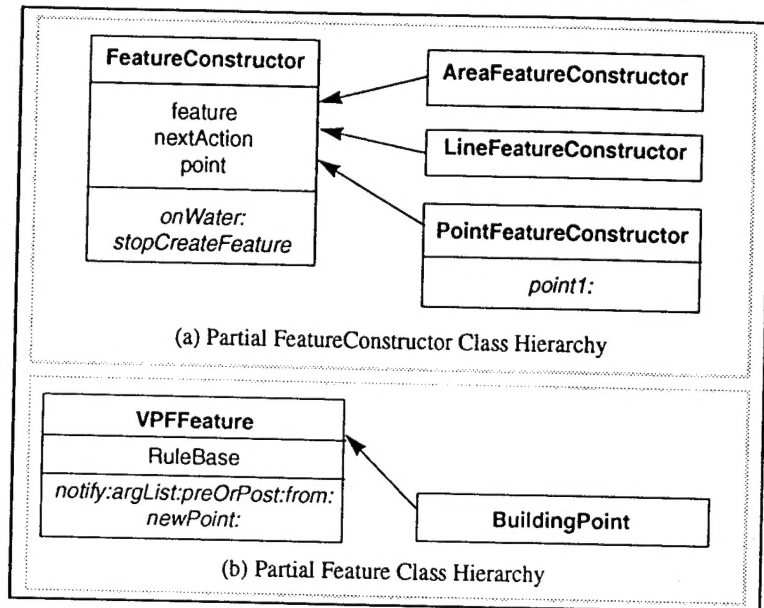 FeatureConstructor
feature
nextAction
point
onWater:
stopCreateFeature
AreaFeatureConstructor
LineFeatureConstructor
PointFeatureConstructor
point1:
(a) Partial FeatureConstructor Class Hierarchy
VPFFeature
RuleBase
notify:argList:preOrPost:from:
newPoint:
BuildingPoint
(b) Partial Feature Class Hierarchy